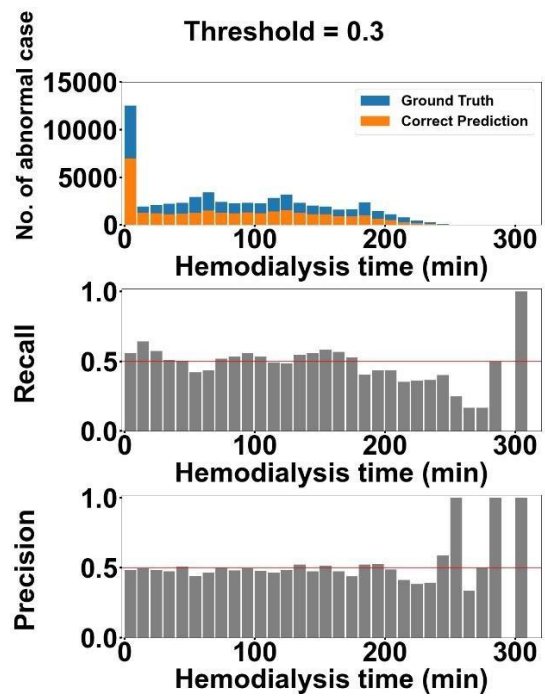 Threshold = 0.3
No. of abnormal case
15000
10000
5000
0
Ground Truth
Correct Prediction
0 100 200 300
Hemodialysis time (min)
Recall
1.0
0.5
0.0
0 100 200 300
Hemodialysis time (min)
Precision
1.0
0.5
0.0
0 100 200 300
Hemodialysis time (min)